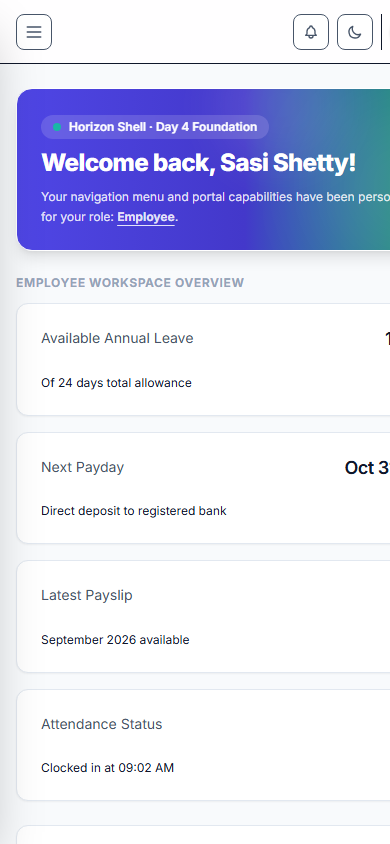 Horizon Shell · Day 4 Foundation
Welcome back, Sasi Shetty!
Your navigation menu and portal capabilities have been
for your role: Employee.
EMPLOYEE WORKSPACE OVERVIEW
Available Annual Leave
Of 24 days total allowance
Next Payday Oct
Direct deposit to registered bank
Latest Payslip
September 2026 available
Attendance Status
Clocked in at 09:02 AM